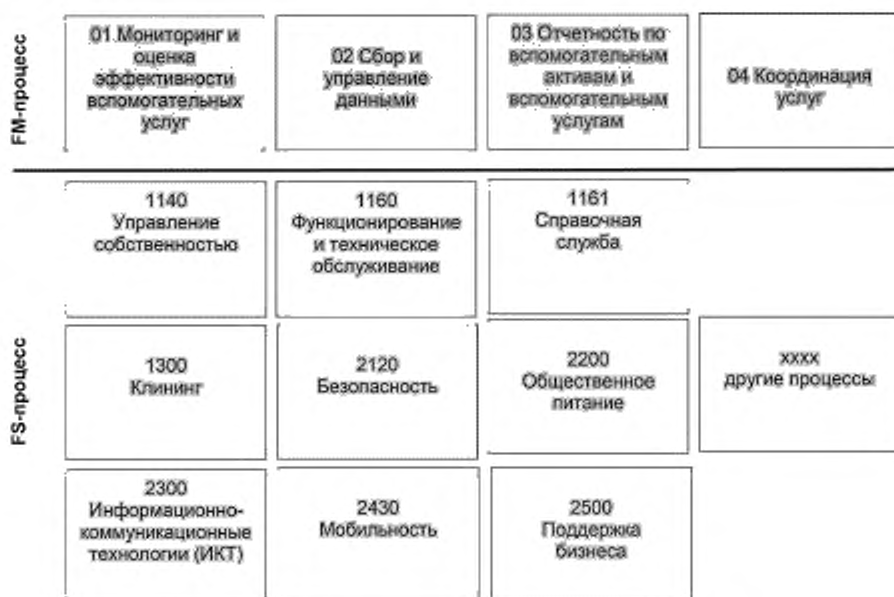 FM-процесс
01 Мониторинг и
оценка
эффективности
вспомогательных
услуг
02 Сбор и
управление
данными
03 Отчетность по
вспомогательным
активам и
вспомогательным
услугам
04 Координация
услуг
FS-процесс
1140
Управление
собственностью
1160
Функционирование
и техническое
обслуживание
1161
Справочная
служба
1300
Клининг
2120
Безопасность
2200
Общественное
питание
xxxx
другие процессы
2300
Информационно-
коммуникационные
технологии (ИКТ)
2430
Мобильность
2500
Поддержка
бизнеса